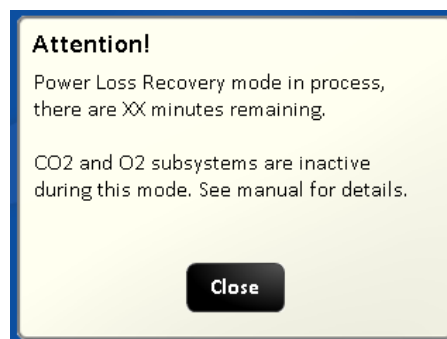 Attention!
Power Loss Recovery mode in process,
there are XX minutes remaining.
CO2 and O2 subsystems are inactive
during this mode. See manual for details.
Close